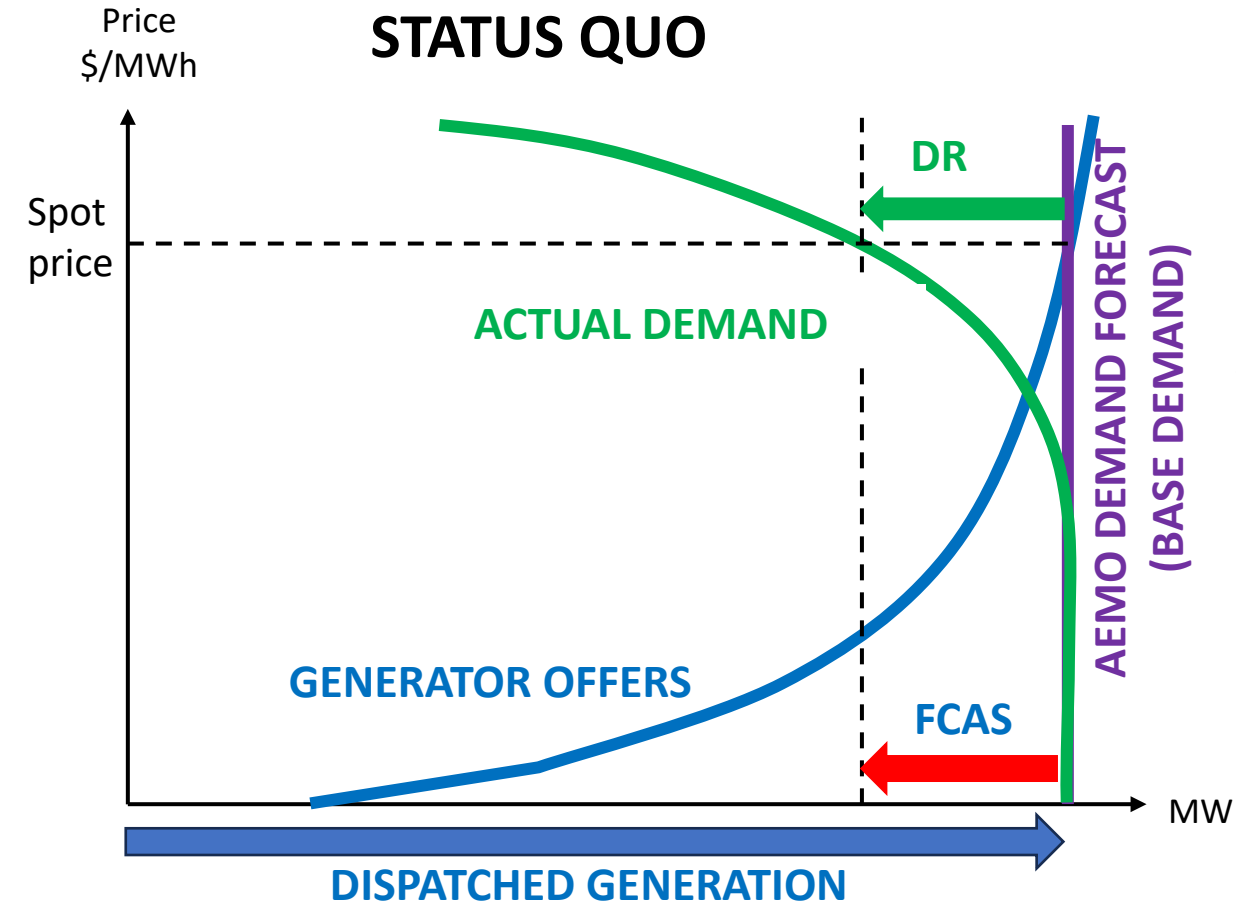 STATUS QUO
Price
$/MWh
DR
Spot
price
ACTUAL DEMAND
AEMO DEMAND FORECAST
(BASE DEMAND)
GENERATOR OFFERS
FCAS
MW
DISPATCHED GENERATION